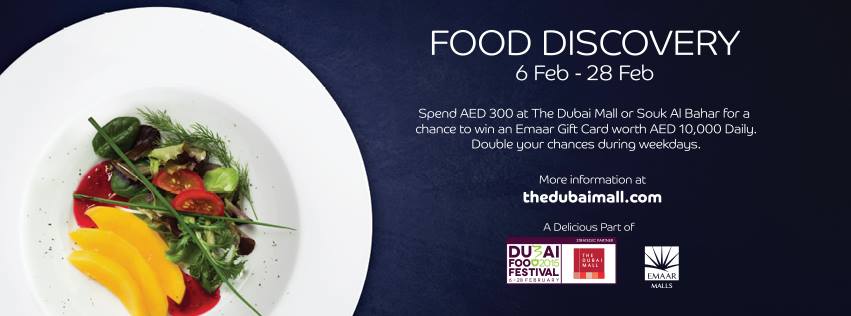 FOOD DISCOVERY
6 Feb - 28 Feb
Spend AED 300 at The Dubai Mall or Souk Al Bahar for a
chance to win an Emaar Gift Card worth AED 10,000 Daily.
Double your chances during weekdays.
More information at
thedubaimall.com
A Delicious Part of
STRATEGIC PARTNER
DUBAI
FOOD2015
FESTIVAL
6 - 28 FEBRUARY
THE
DUBAI
MALL
EMAAR
MALLS